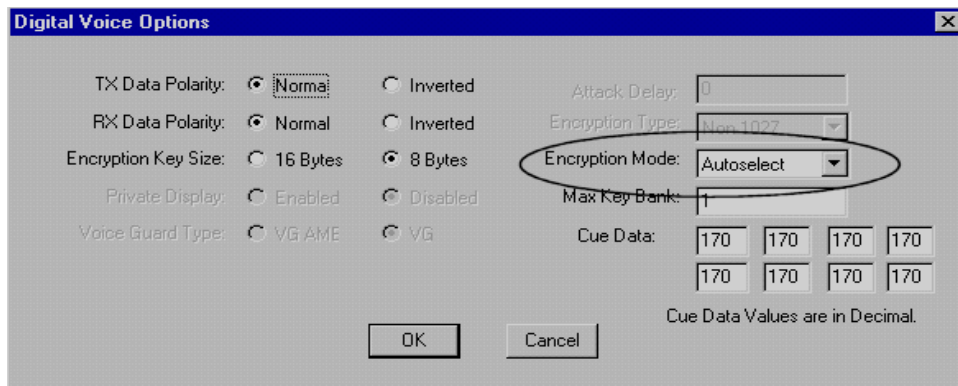 Digital Voice Options
TX Data Polarity: Normal Inverted
RX Data Polarity: Normal Inverted
Encryption Key Size: 16 Bytes 8 Bytes
Private Display: Enabled Disabled
Voice Guard Type: VG AME VG
Attack Delay: 0
Encryption Type: Non 1027
Encryption Mode: Autoselect
Max Key Bank: 1
Cue Data: 170 170 170 170
170 170 170 170
Cue Data Values are in Decimal.
OK Cancel